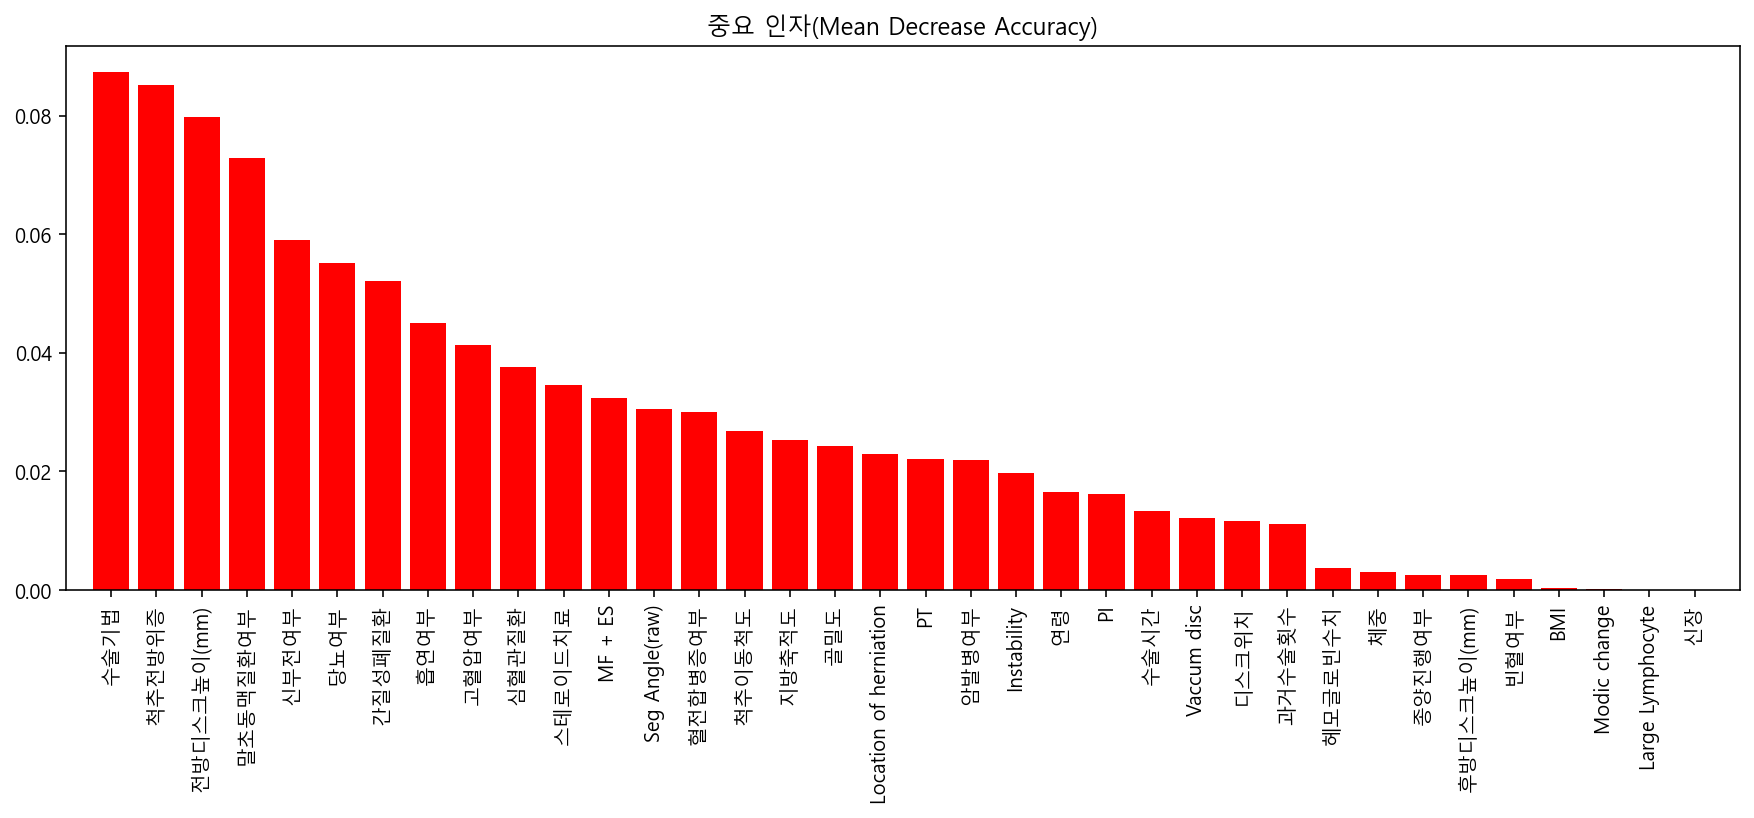 중요 인자(Mean Decrease Accuracy)
0.08
0.06
0.04
0.02
0.00
수술기법
척추전방위증
전방디스크높이(mm)
말초동맥질환여부
신부전여부
당뇨여부
간질성폐질환
흡연여부
고혈압여부
심혈관질환
스테로이드치료
MF + ES
Seg Angle(raw)
혈전합병증여부
척추이동척도
지방축적도
골밀도
Location of herniation
PT
암발병여부
Instability
연령
PI
수술시간
Vaccum disc
디스크위치
과거수술횟수
헤모글로빈수치
체중
종양진행여부
후방디스크높이(mm)
빈혈여부
BMI
Modic change
Large Lymphocyte
신장